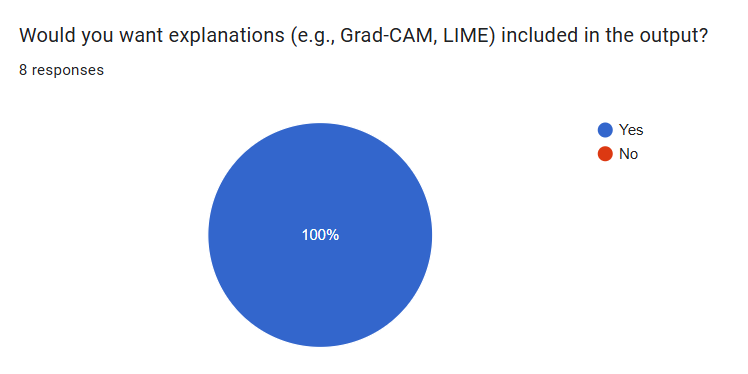 Would you want explanations (e.g., Grad-CAM, LIME) included in the output?
8 responses
Yes
No
100%